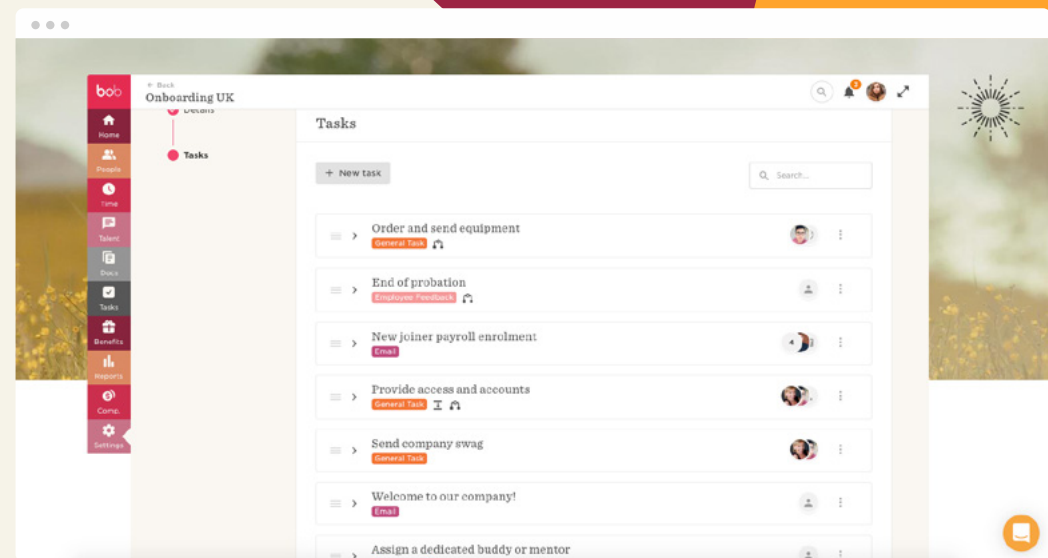 bob
← Back
Onboarding UK
3
Home
People
Time
Talent
Docs
Tasks
Benefits
Reports
Comp.
Settings
Details
Tasks
Tasks
+ New task
Search...
Order and send equipment
General Task
End of probation
Employee Feedback
New joiner payroll enrolment
Email
4
Provide access and accounts
General Task
Send company swag
General Task
Welcome to our company!
Email
Assign a dedicated buddy or mentor